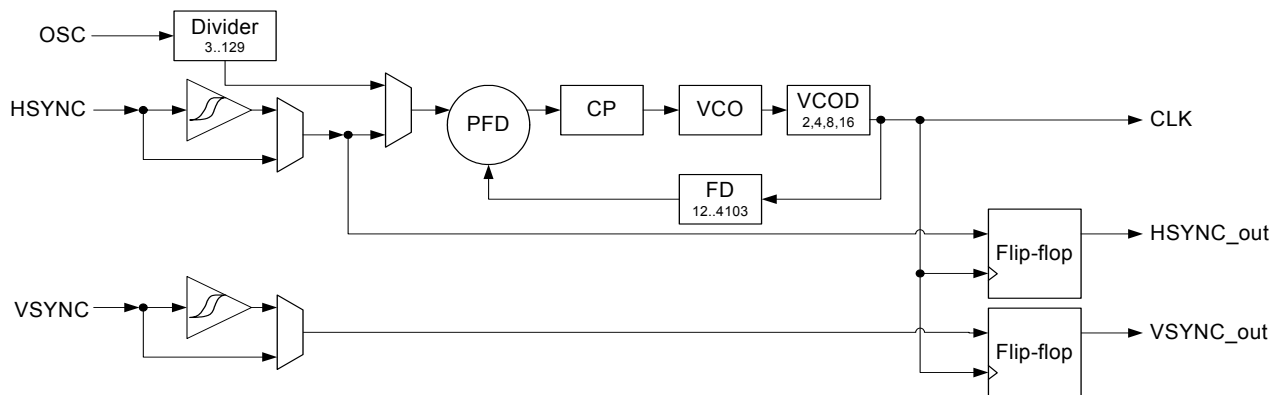 OSC
Divider
3..129
HSYNC
PFD
CP
VCO
VCOD
2,4,8,16
CLK
FD
12..4103
Flip-flop
HSYNC_out
VSYNC
Flip-flop
VSYNC_out